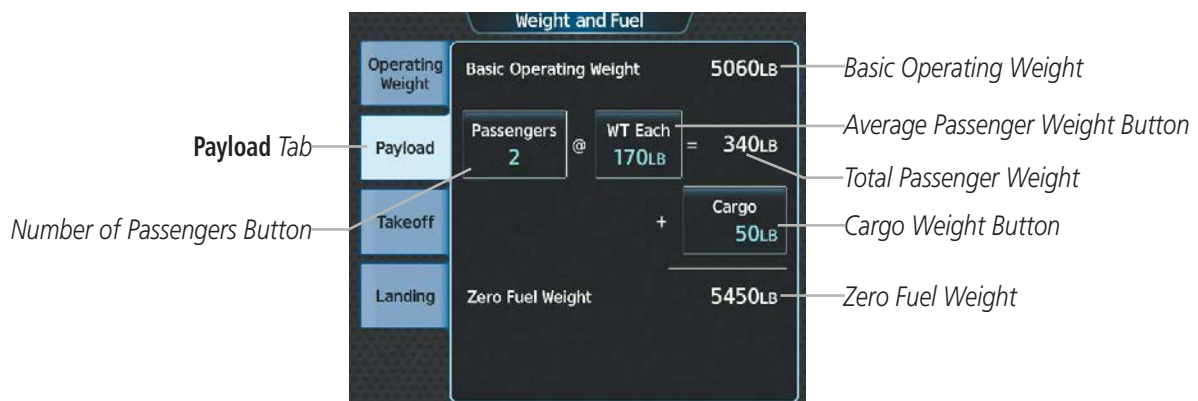 Weight and Fuel
Operating
Weight
Basic Operating Weight
5060LB
Basic Operating Weight
Payload Tab
Payload
Passengers
2
@
WT Each
170LB
=
340LB
Average Passenger Weight Button
Total Passenger Weight
Number of Passengers Button
Takeoff
+
Cargo
50LB
Cargo Weight Button
Landing
Zero Fuel Weight
5450LB
Zero Fuel Weight